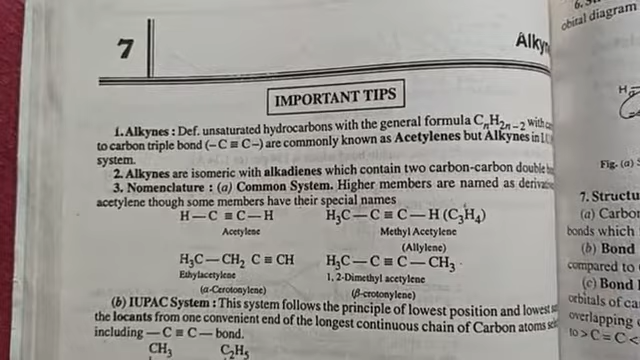 7
Alkyn
IMPORTANT TIPS
1. Alkynes : Def. unsaturated hydrocarbons with the general formula CₙH₂ₙ₋₂ with
to carbon triple bond (–C ≡ C–) are commonly known as Acetylenes but Alkynes in
system.
2. Alkynes are isomeric with alkadienes which contain two carbon-carbon double
3. Nomenclature : (a) Common System. Higher members are named as
acetylene though some members have their special names
H—C ≡ C—H H₃C—C ≡ C—H (C₃H₄)
Acetylene Methyl Acetylene
(Allylene)
H₃C—CH₂ C ≡ CH H₃C—C ≡ C—CH₃
Ethylacetylene 1, 2-Dimethyl acetylene
(α-Cerotonylene) (β-crotonylene)
(b) IUPAC System : This system follows the principle of lowest position and lowest
the locants from one convenient end of the longest continuous chain of Carbon atoms
including —C ≡ C— bond.
CH₃ C₂H₅
obital diagram
H
Fig. (a)
7. Structu
(a) Carbo
bonds which
(b) Bond
compared to
(c) Bond
orbitals of ca
overlapping
to > C = C <